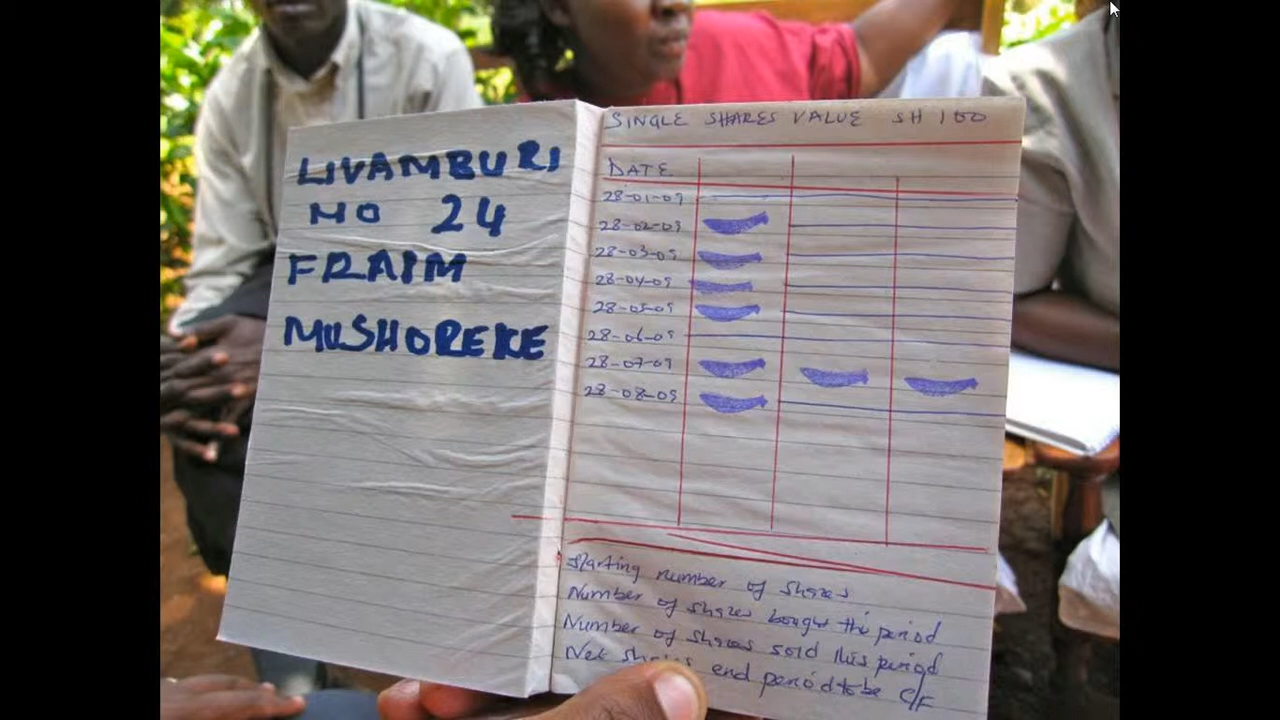 LIVAMBURI
NO 24
FRAIM
MUSHOREKE
SINGLE SHARES VALUE SH 100
DATE
28-01-09
28-02-09
28-03-09
28-04-09
28-05-09
28-06-09
28-07-09
28-08-09
Starting number of shares
Number of shares bought this period
Number of shares sold this period
Net shares end period to be C/F